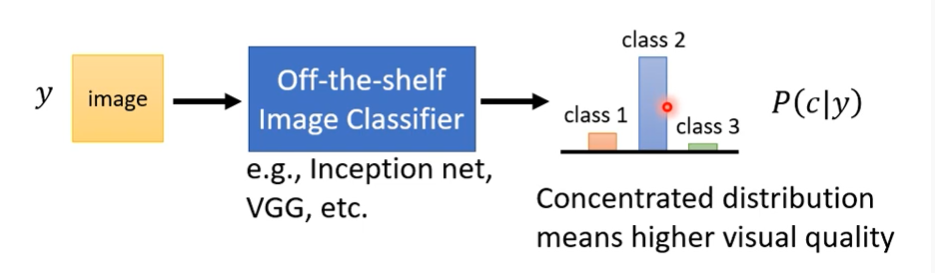 y
image
Off-the-shelf
Image Classifier
e.g., Inception net,
VGG, etc.
class 1
class 2
class 3
P(c|y)
Concentrated distribution
means higher visual quality